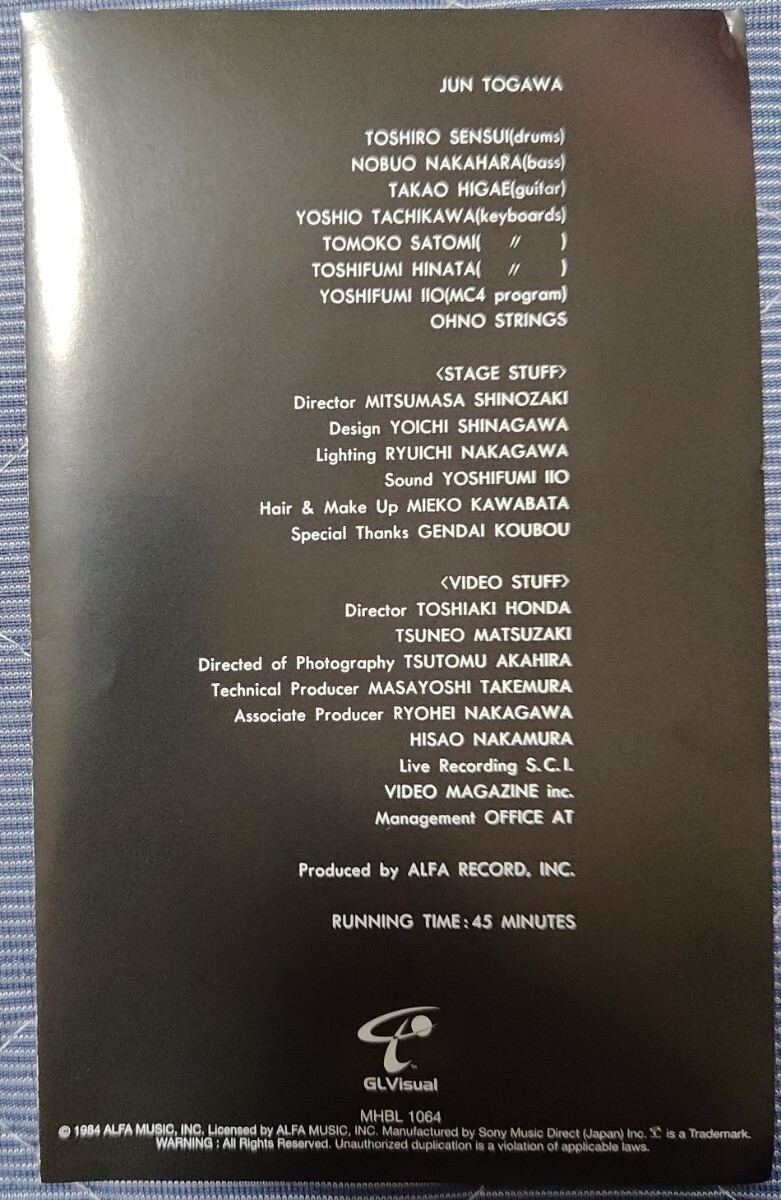 JUN TOGAWA
TOSHIRO SENSUI(drums)
NOBUO NAKAHARA(bass)
TAKAO HIGAE(guitar)
YOSHIO TACHIKAWA(keyboards)
TOMOKO SATOMI( 〃 )
TOSHIFUMI HINATA( 〃 )
YOSHIFUMI IIO(MC4 program)
OHNO STRINGS
〈STAGE STUFF〉
Director MITSUMASA SHINOZAKI
Design YOICHI SHINAGAWA
Lighting RYUICHI NAKAGAWA
Sound YOSHIFUMI IIO
Hair & Make Up MIEKO KAWABATA
Special Thanks GENDAI KOUBOU
〈VIDEO STUFF〉
Director TOSHIAKI HONDA
TSUNEO MATSUZAKI
Directed of Photography TSUTOMU AKAHIRA
Technical Producer MASAYOSHI TAKEMURA
Associate Producer RYOHEI NAKAGAWA
HISAO NAKAMURA
Live Recording S.C.I.
VIDEO MAGAZINE inc.
Management OFFICE AT
Produced by ALFA RECORD, INC.
RUNNING TIME:45 MINUTES
GLVisual
MHBL 1064
© 1984 ALFA MUSIC, INC. Licensed by ALFA MUSIC, INC. Manufactured by Sony Music Direct (Japan) Inc. is a Trademark.
WARNING : All Rights Reserved. Unauthorized duplication is a violation of applicable laws.